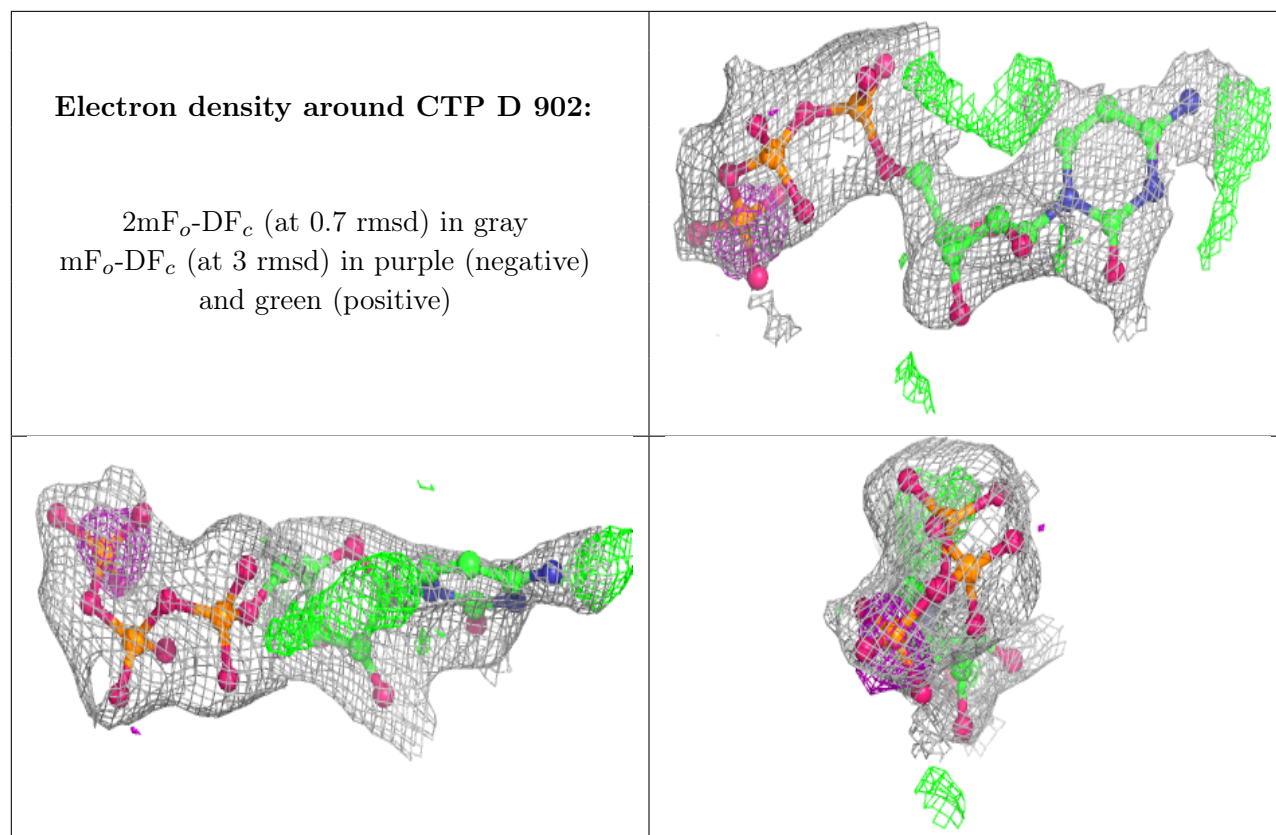 Electron density around CTP D 902:
2mFo-DFc (at 0.7 rmsd) in gray
mFo-DFc (at 3 rmsd) in purple (negative)
and green (positive)